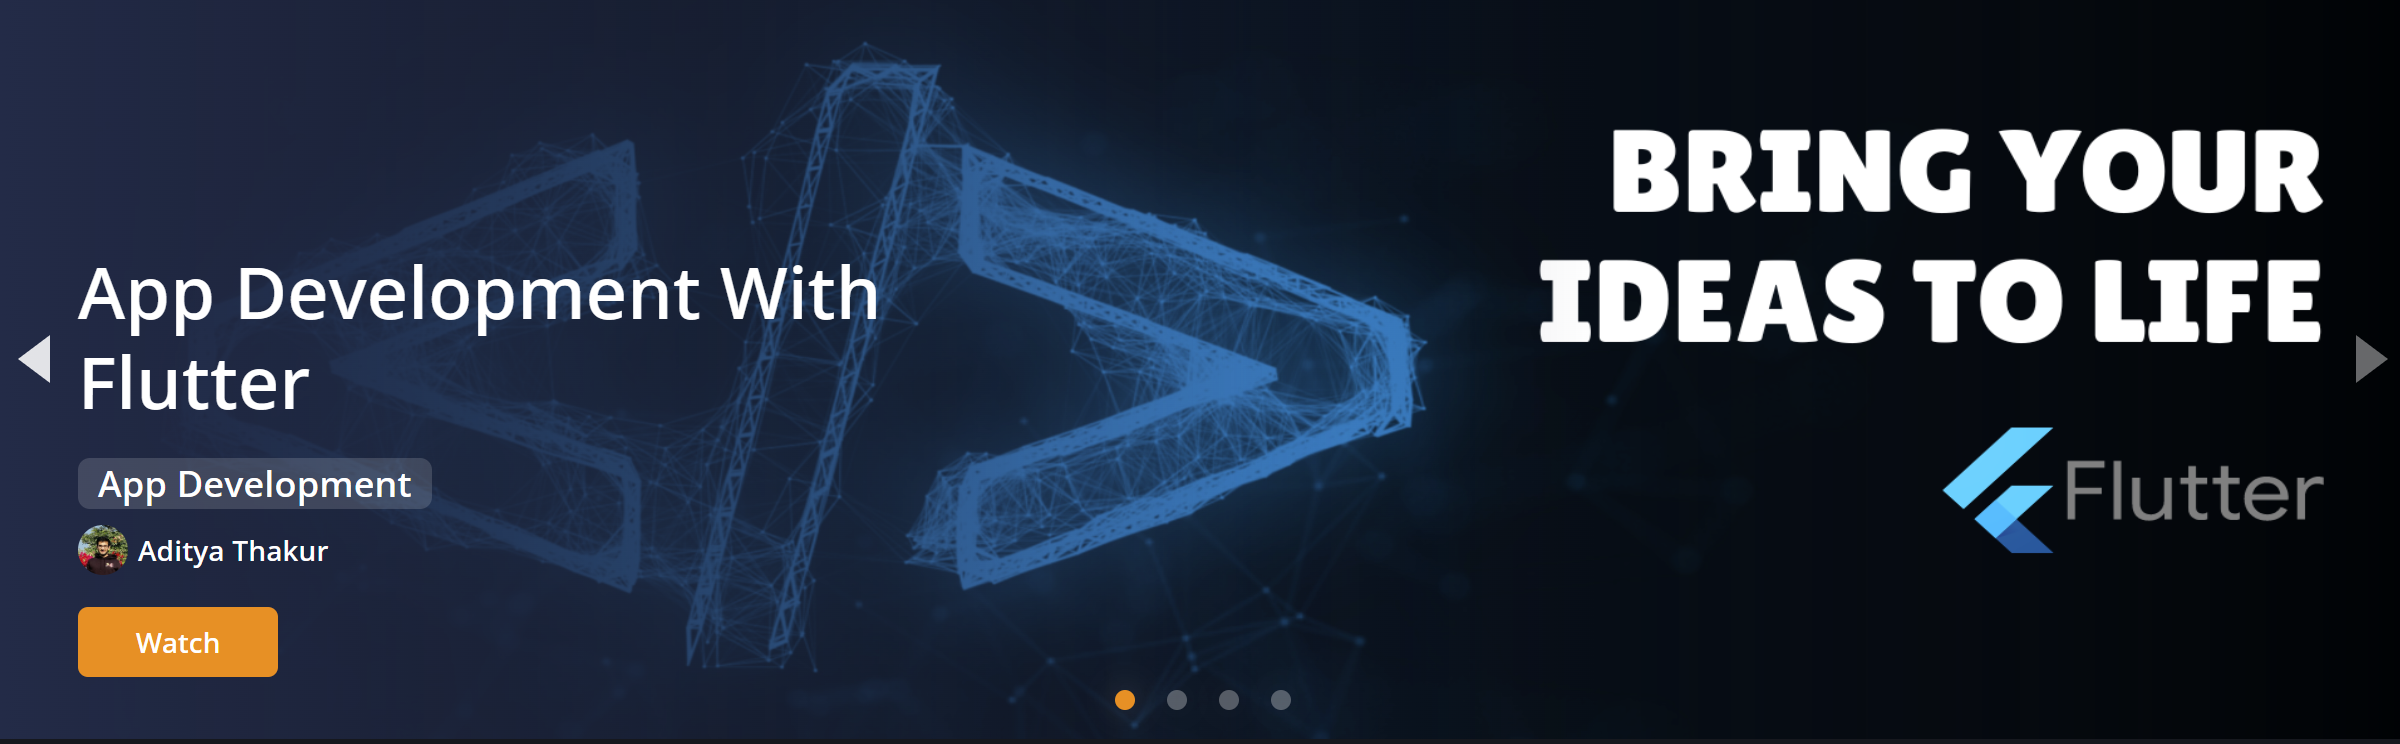 App Development With
Flutter
App Development
Aditya Thakur
Watch
BRING YOUR
IDEAS TO LIFE
Flutter